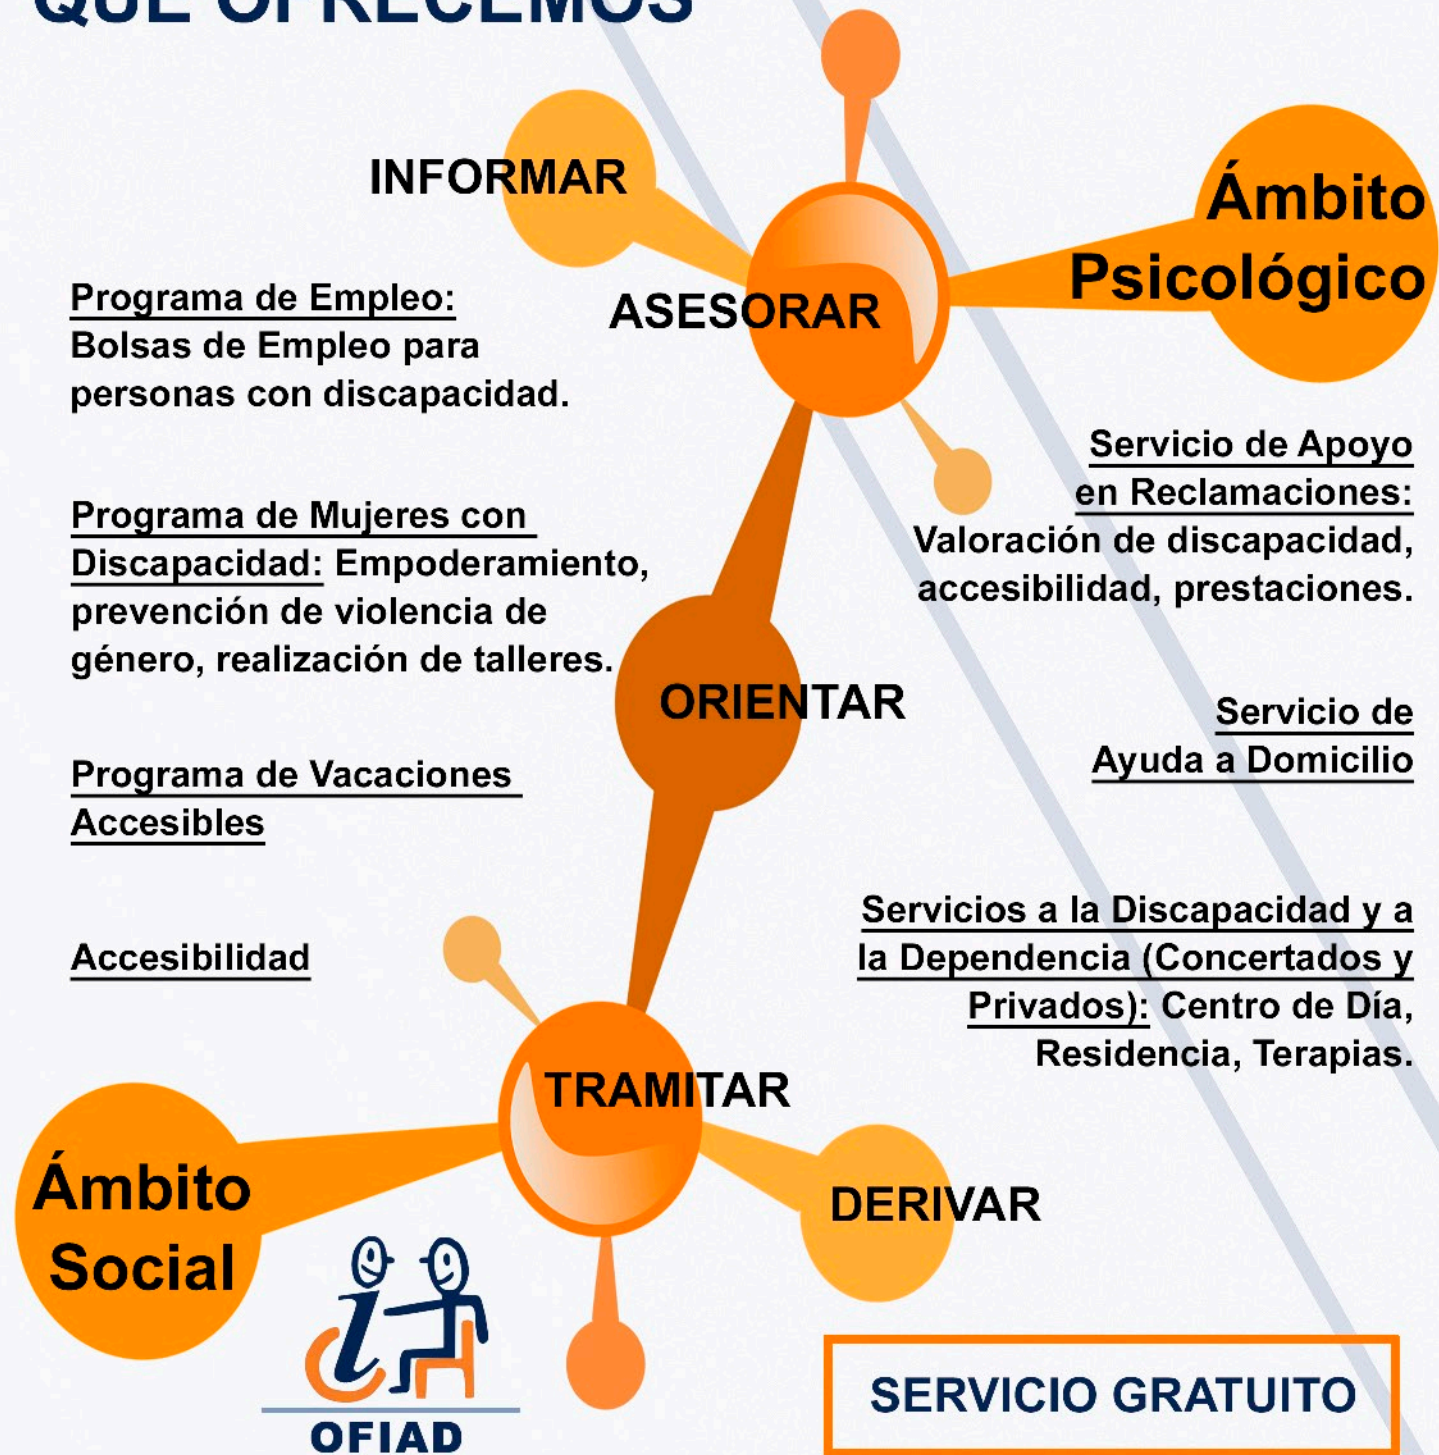 QUE OFRECEMOS
INFORMAR
Ámbito
Psicológico
ASESORAR
Programa de Empleo:
Bolsas de Empleo para
personas con discapacidad.
Programa de Mujeres con
Discapacidad: Empoderamiento,
prevención de violencia de
género, realización de talleres.
Programa de Vacaciones
Accesibles
Accesibilidad
Servicio de Apoyo
en Reclamaciones:
Valoración de discapacidad,
accesibilidad, prestaciones.
ORIENTAR
Servicio de
Ayuda a Domicilio
Servicios a la Discapacidad y a
la Dependencia (Concertados y
Privados): Centro de Día,
Residencia, Terapias.
TRAMITAR
Ámbito
Social
DERIVAR
OFIAD
SERVICIO GRATUITO